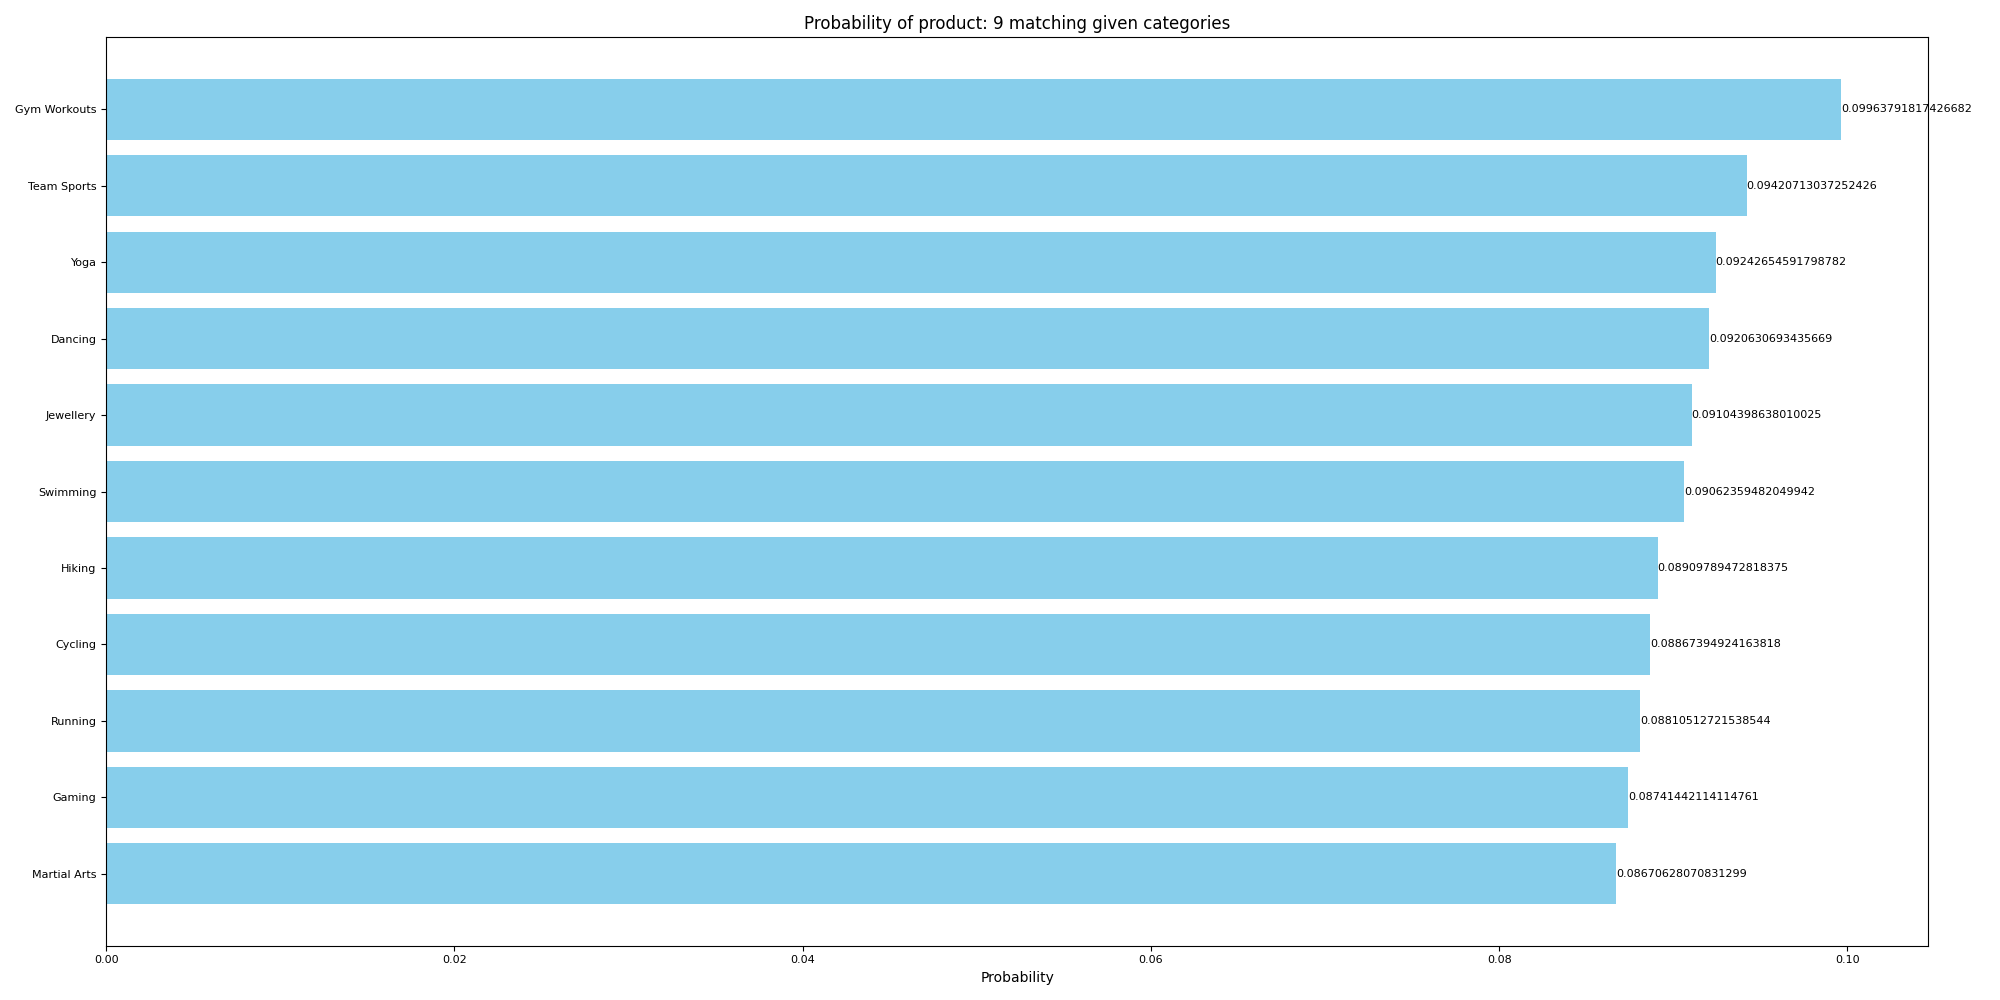 Probability of product: 9 matching given categories
Gym Workouts 0.09963791817426682
Team Sports 0.09420713037252426
Yoga 0.09242654591798782
Dancing 0.0920630693435669
Jewellery 0.09104398638010025
Swimming 0.09062359482049942
Hiking 0.08909789472818375
Cycling 0.08867394924163818
Running 0.08810512721538544
Gaming 0.08741442114114761
Martial Arts 0.08670628070831299
0.00 0.02 0.04 0.06 0.08 0.10
Probability